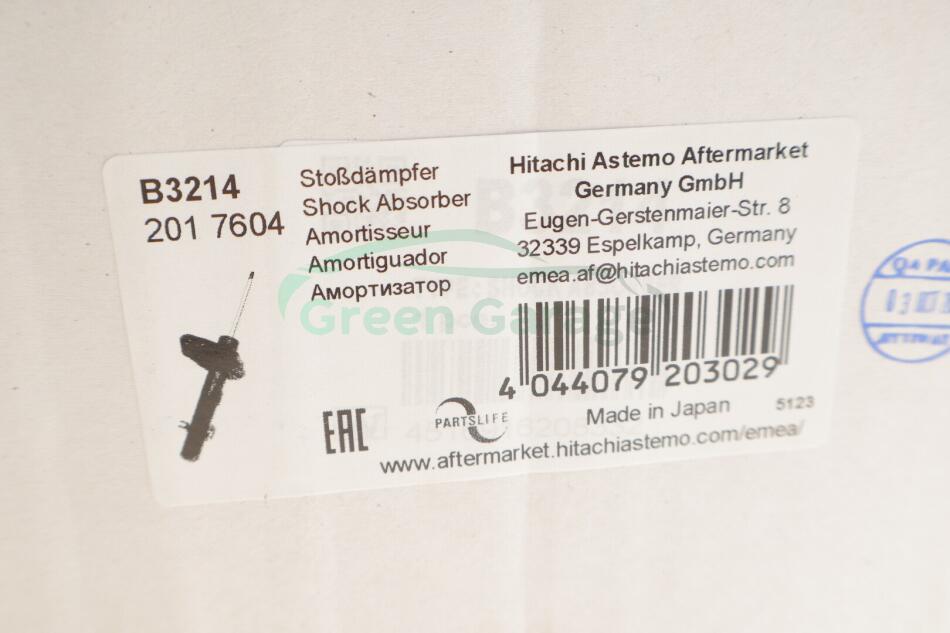 B3214
201 7604
Stoßdämpfer
Shock Absorber
Amortisseur
Amortiguador
Амортизатор
Hitachi Astemo Aftermarket
Germany GmbH
Eugen-Gerstenmaier-Str. 8
32339 Espelkamp, Germany
emea.af@hitachiastemo.com
Green Garage
4 044079 203029
EAC
PARTSLIFE
Made in Japan
5123
www.aftermarket.hitachiastemo.com/emea/